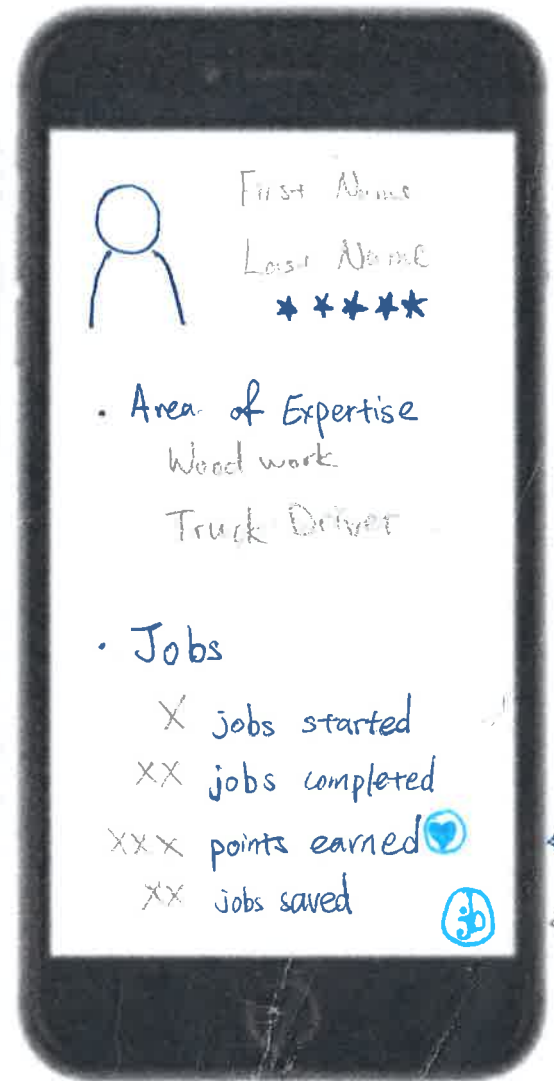 First Name
Last Name
★★★★★
• Area of Expertise
Wood work
Truck Driver
• Jobs
X jobs started
XX jobs completed
XXX points earned
XX jobs saved
jb